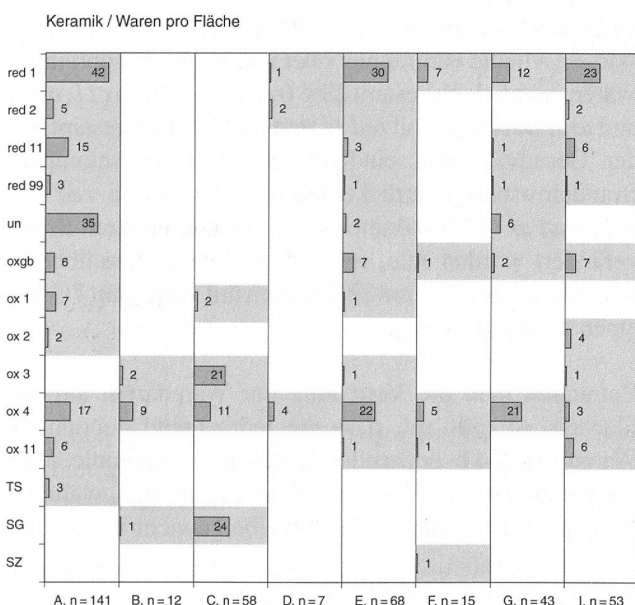 Keramik / Waren pro Fläche
red 1 42 1 30 7 12 23
red 2 5 2 2
red 11 15 3 1 6
red 99 3 1 1 1
un 35 2 6
oxgb 6 7 1 2 7
ox 1 7 2 1
ox 2 2 4
ox 3 2 21 1 1
ox 4 17 9 11 4 22 5 21 3
ox 11 6 1 1 6
TS 3
SG 1 24
SZ 1
A, n=141 B, n=12 C, n=58 D, n=7 E, n=68 F, n=15 G, n=43 I, n=53